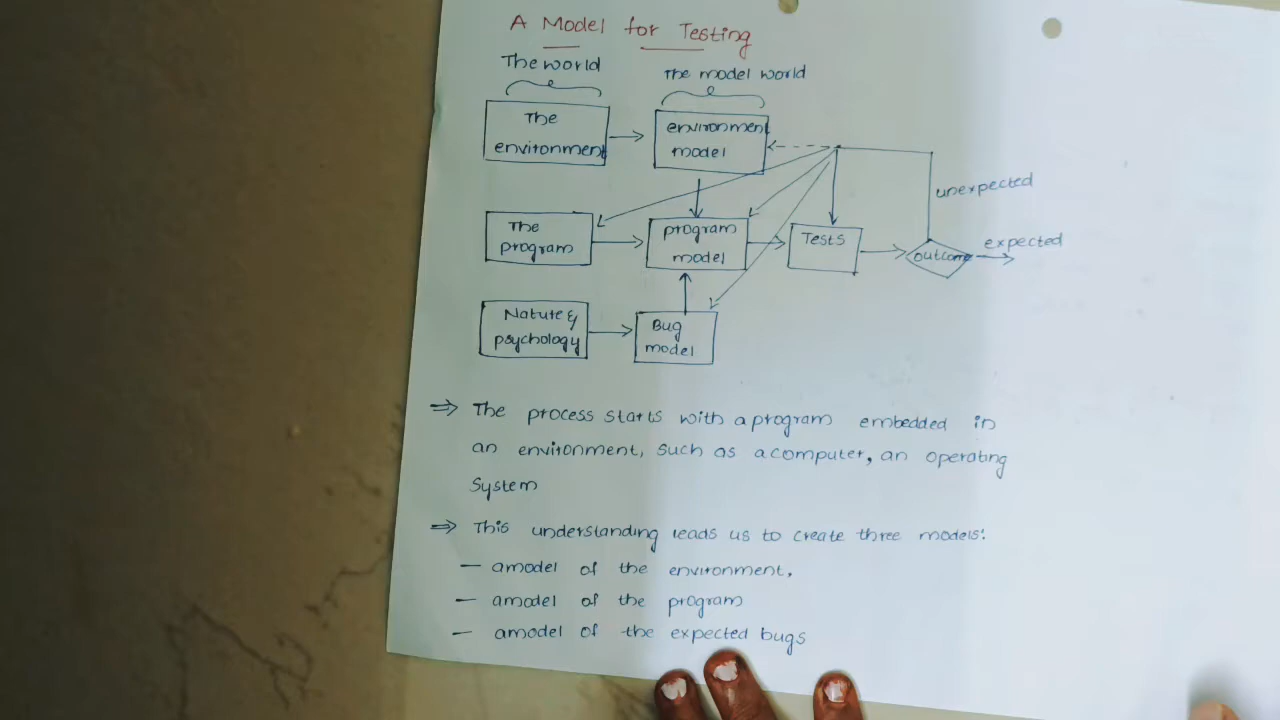 A Model for Testing
The world
The model world
The
environment
environment
model
unexpected
The
program
program
model
Tests
outcome
expected
Nature &
psychology
Bug
model
⇒ The process starts with a program embedded in
an environment, such as a computer, an operating
System
⇒ This understanding leads us to create three models:
— a model of the environment,
— a model of the program
— a model of the expected bugs